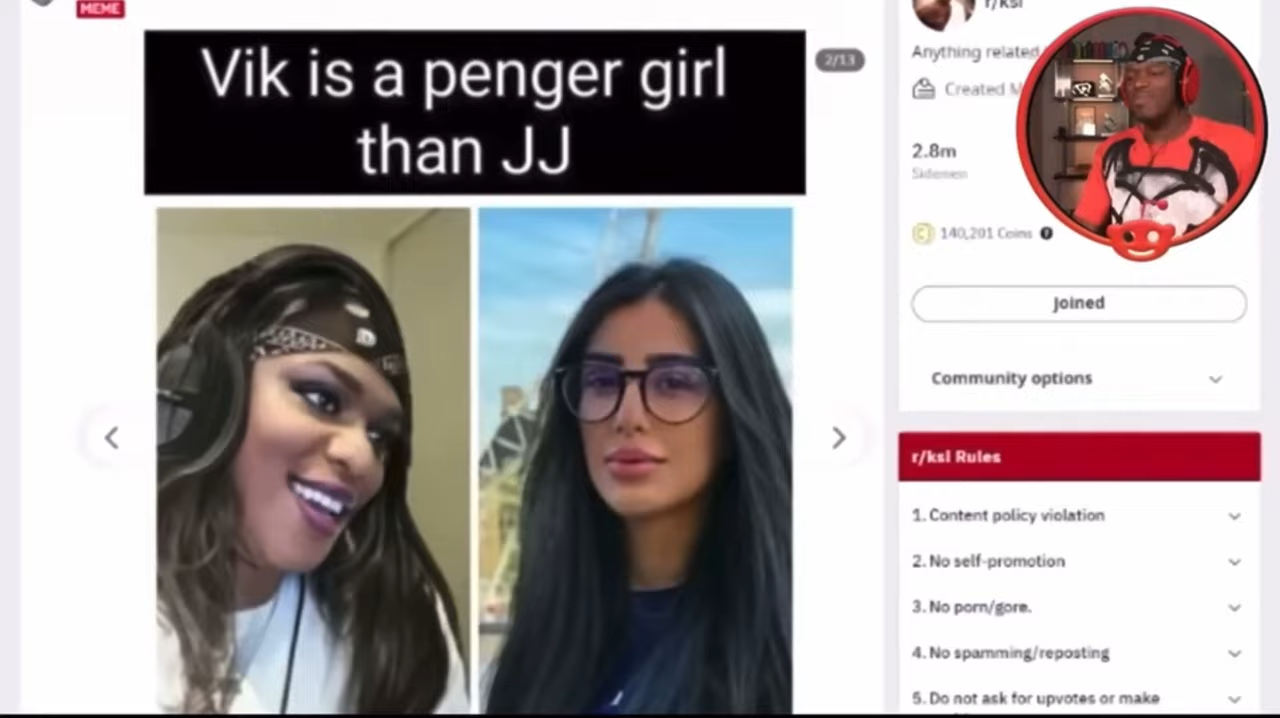 MEME
Vik is a penger girl
than JJ
2/13
r/ksi
Anything related
Created M
2.8m
Sidemen
140,201 Coins
Joined
Community options
r/ksi Rules
1. Content policy violation
2. No self-promotion
3. No porn/gore.
4. No spamming/reposting
5. Do not ask for upvotes or make